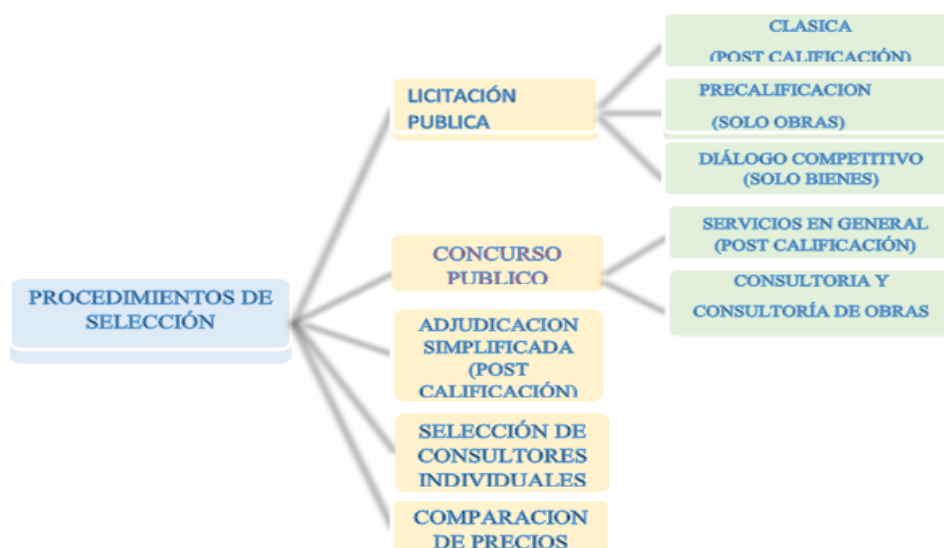 PROCEDIMIENTOS DE
SELECCIÓN
LICITACIÓN
PUBLICA
CLASICA
(POST CALIFICACIÓN)
PRECALIFICACION
(SOLO OBRAS)
DIÁLOGO COMPETITIVO
(SOLO BIENES)
CONCURSO
PUBLICO
SERVICIOS EN GENERAL
(POST CALIFICACIÓN)
CONSULTORIA Y
CONSULTORÍA DE OBRAS
ADJUDICACION
SIMPLIFICADA
(POST
CALIFICACIÓN)
SELECCIÓN DE
CONSULTORES
INDIVIDUALES
COMPARACION
DE PRECIOS